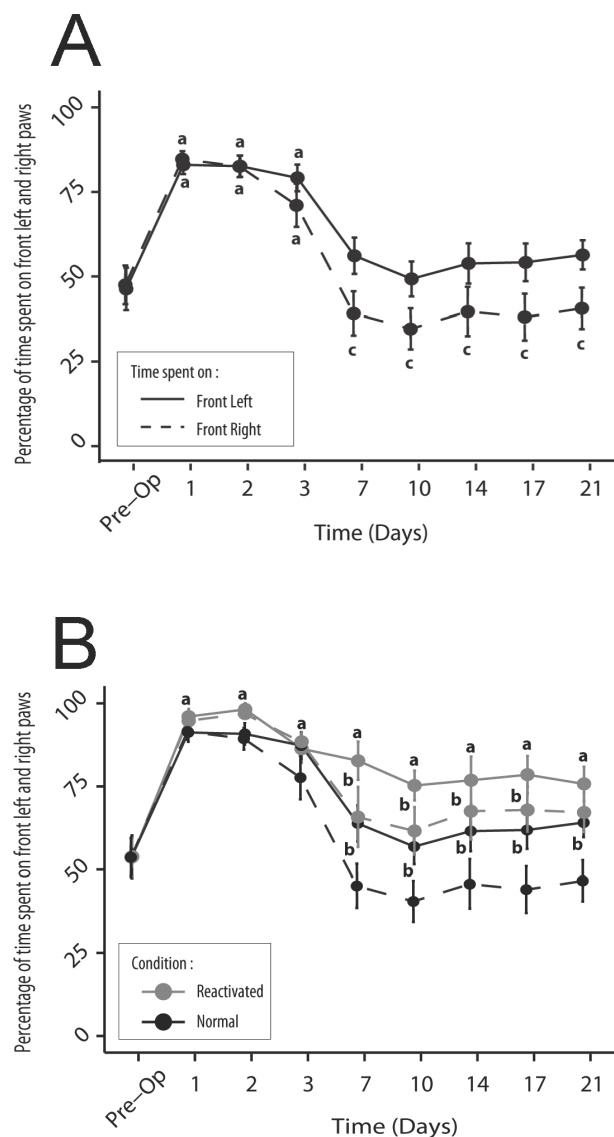 A
Percentage of time spent on front left and right paws
100
75
50
25
0
a
a
a
a
a
a
c
c
c
c
c
Time spent on :
Front Left
Front Right
Pre–Op
1
2
3
7
10
14
17
21
Time (Days)
B
Percentage of time spent on front left and right paws
100
75
50
25
0
a
a
a
a
a
a
a
a
b
b
b
b
b
b
b
b
b
Condition :
Reactivated
Normal
Pre–Op
1
2
3
7
10
14
17
21
Time (Days)